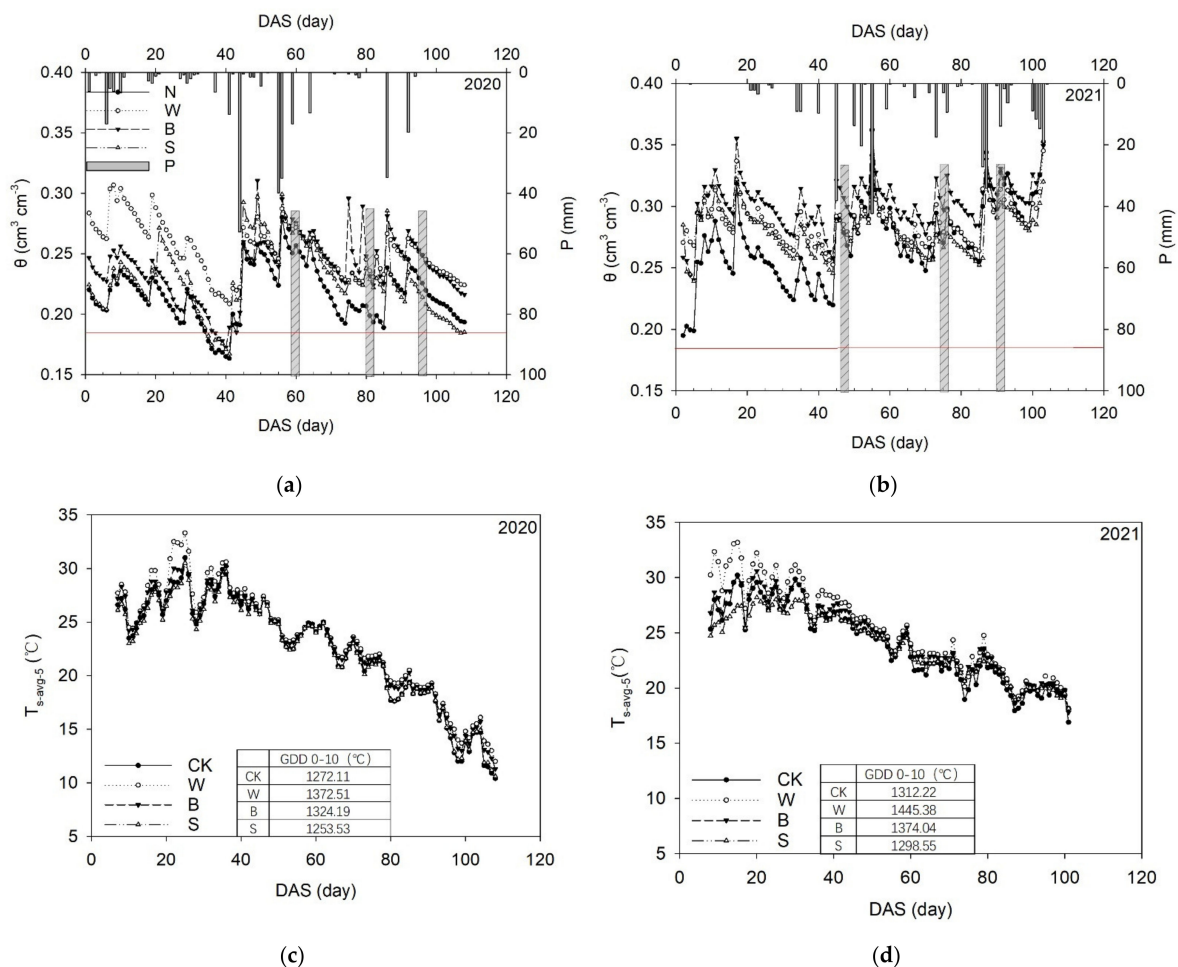 DAS (day)
0 20 40 60 80 100 120
0.40
0.35
0.30
0.25
0.20
0.15
θ (cm³ cm⁻³)
N
W
B
S
P
2020
0
20
40
60
80
100
P (mm)
0 20 40 60 80 100 120
DAS (day)
(a)
DAS (day)
0 20 40 60 80 100 120
0.40
0.35
0.30
0.25
0.20
0.15
θ (cm³ cm⁻³)
2021
0
20
40
60
80
100
P (mm)
0 20 40 60 80 100 120
DAS (day)
(b)
35
30
25
20
15
10
5
Ts-avg-5 (℃)
2020
CK
W
B
S
GDD 0-10 (℃)
CK 1272.11
W 1372.51
B 1324.19
S 1253.53
0 20 40 60 80 100 120
DAS (day)
(c)
35
30
25
20
15
10
5
Ts-avg-5(℃)
2021
CK
W
B
S
GDD 0-10 (℃)
CK 1312.22
W 1445.38
B 1374.04
S 1298.55
0 20 40 60 80 100 120
DAS (day)
(d)